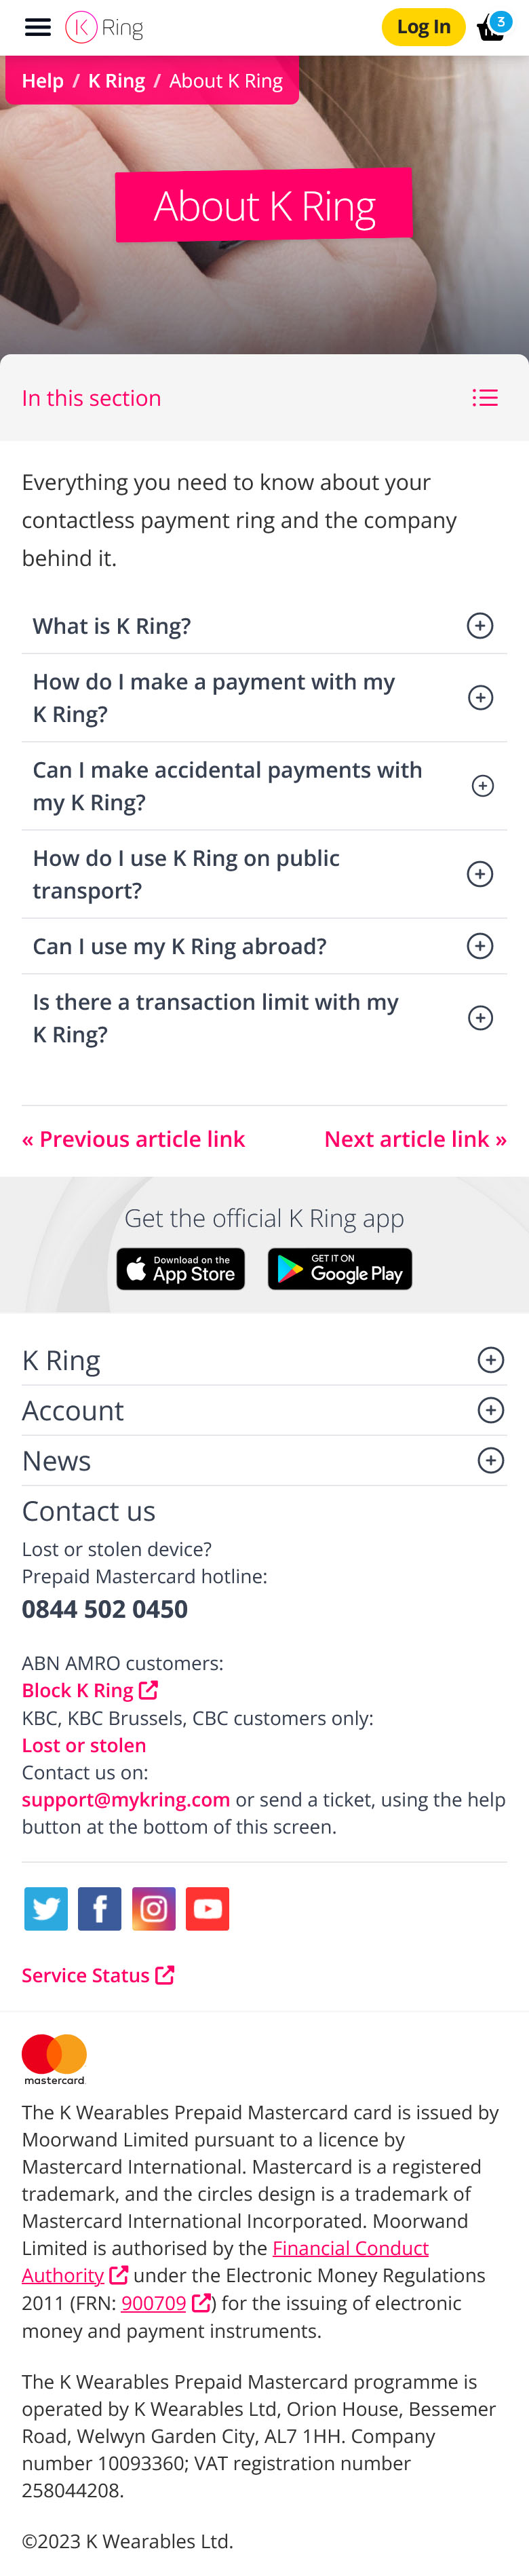 K Ring
Log In
3
Help / K Ring / About K Ring
About K Ring
In this section
Everything you need to know about your
contactless payment ring and the company
behind it.
What is K Ring?
How do I make a payment with my
K Ring?
Can I make accidental payments with
my K Ring?
How do I use K Ring on public
transport?
Can I use my K Ring abroad?
Is there a transaction limit with my
K Ring?
« Previous article link
Next article link »
Get the official K Ring app
Download on the
App Store
GET IT ON
Google Play
K Ring
Account
News
Contact us
Lost or stolen device?
Prepaid Mastercard hotline:
0844 502 0450
ABN AMRO customers:
Block K Ring
KBC, KBC Brussels, CBC customers only:
Lost or stolen
Contact us on:
support@mykring.com or send a ticket, using the help
button at the bottom of this screen.
Service Status
mastercard
The K Wearables Prepaid Mastercard card is issued by
Moorwand Limited pursuant to a licence by
Mastercard International. Mastercard is a registered
trademark, and the circles design is a trademark of
Mastercard International Incorporated. Moorwand
Limited is authorised by the Financial Conduct
Authority under the Electronic Money Regulations
2011 (FRN: 900709) for the issuing of electronic
money and payment instruments.
The K Wearables Prepaid Mastercard programme is
operated by K Wearables Ltd, Orion House, Bessemer
Road, Welwyn Garden City, AL7 1HH. Company
number 10093360; VAT registration number
258044208.
©2023 K Wearables Ltd.